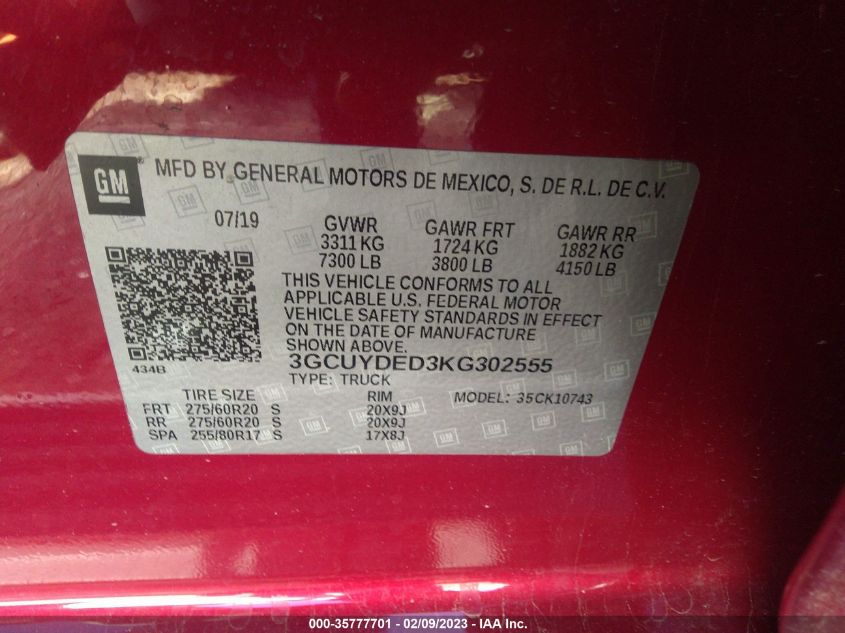 GM ® MFD BY GENERAL MOTORS DE MEXICO, S. DE R.L. DE C.V.
07/19 GVWR GAWR FRT GAWR RR
3311 KG 1724 KG 1882 KG
7300 LB 3800 LB 4150 LB
THIS VEHICLE CONFORMS TO ALL
APPLICABLE U.S. FEDERAL MOTOR
VEHICLE SAFETY STANDARDS IN EFFECT
ON THE DATE OF MANUFACTURE
SHOWN ABOVE.
434B
3GCUYDED3KG302555
TYPE: TRUCK
TIRE SIZE RIM MODEL: 35CK10743
FRT 275/60R20 S 20X9J
RR 275/60R20 S 20X9J
SPA 255/80R17 S 17X8J
000-35777701 - 02/09/2023 - IAA Inc.